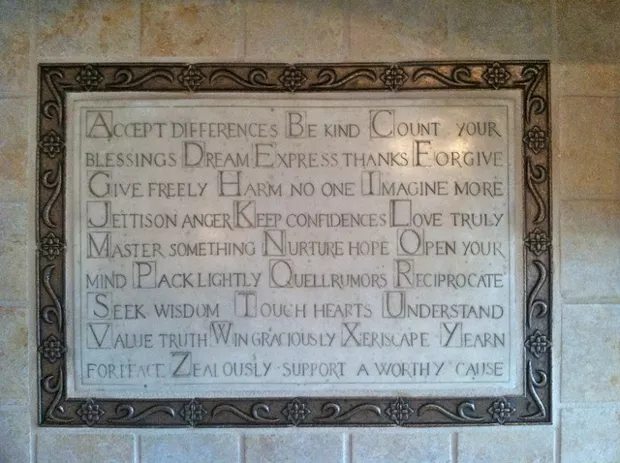 ACCEPT DIFFERENCES BE KIND COUNT YOUR
BLESSINGS DREAM EXPRESS THANKS FORGIVE
GIVE FREELY HARM NO ONE IMAGINE MORE
JETTISON ANGER KEEP CONFIDENCES LOVE TRULY
MASTER SOMETHING NURTURE HOPE OPEN YOUR
MIND PACK LIGHTLY QUELL RUMORS RECIPROCATE
SEEK WISDOM TOUCH HEARTS UNDERSTAND
VALUE TRUTH WIN GRACIOUSLY XERISCAPE YEARN
FOR PEACE ZEALOUSLY SUPPORT A WORTHY CAUSE